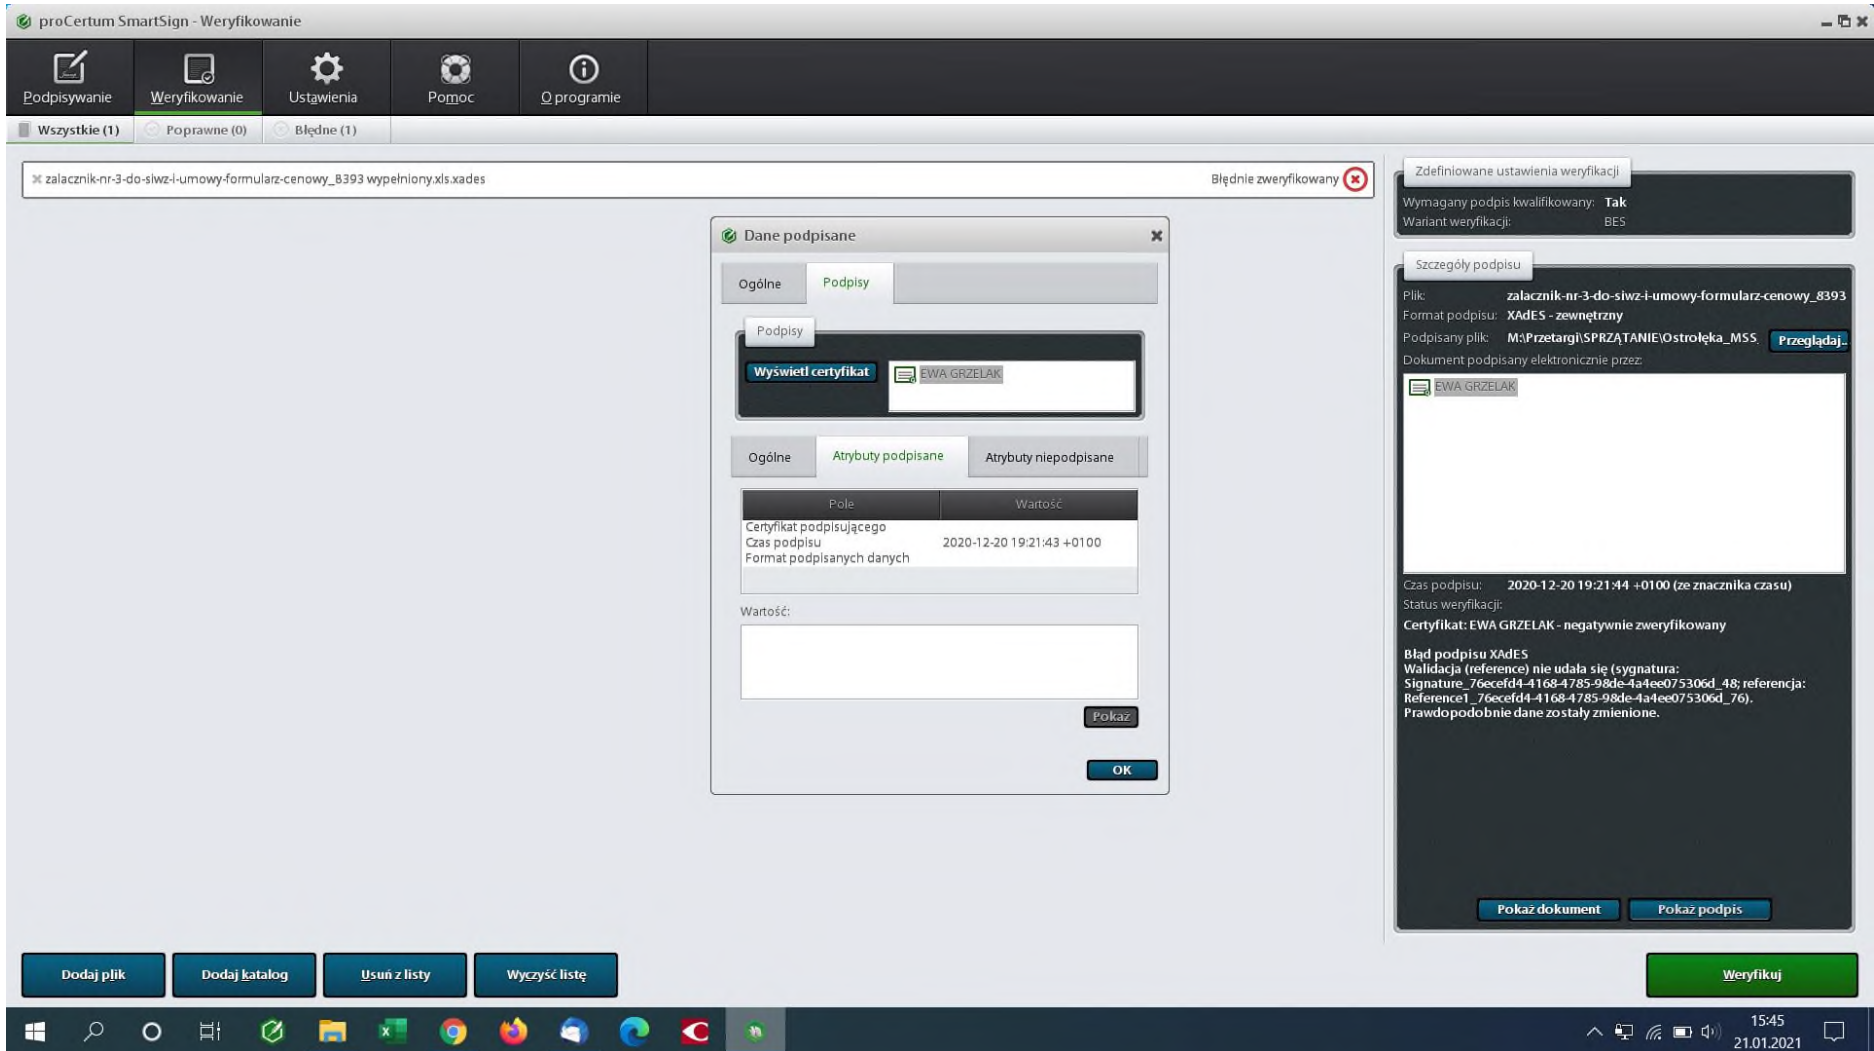 proCertum SmartSign - Weryfikowanie
Podpisywanie
Weryfikowanie
Ustawienia
Pomoc
O programie
Wszystkie (1)
Poprawne (0)
Błędne (1)
zalacznik-nr-3-do-siwz-i-umowy-formularz-cenowy_8393 wypełniony.xls.xades
Błędnie zweryfikowany
Dane podpisane
Ogólne
Podpisy
Podpisy
Wyświetl certyfikat
EWA GRZELAK
Ogólne
Atrybuty podpisane
Atrybuty niepodpisane
Pole
Wartość
Certyfikat podpisującego
Czas podpisu
2020-12-20 19:21:43 +0100
Format podpisanych danych
Wartość:
Pokaż
OK
Zdefiniowane ustawienia weryfikacji
Wymagany podpis kwalifikowany: Tak
Wariant weryfikacji: BES
Szczegóły podpisu
Plik: zalacznik-nr-3-do-siwz-i-umowy-formularz-cenowy_8393
Format podpisu: XAdES - zewnętrzny
Podpisany plik: M:\Przetargi\SPRZĄTANIE\Ostrołęka_MSS
Przeglądaj...
Dokument podpisany elektronicznie przez:
EWA GRZELAK
Czas podpisu: 2020-12-20 19:21:44 +0100 (ze znacznika czasu)
Status weryfikacji:
Certyfikat: EWA GRZELAK - negatywnie zweryfikowany
Błąd podpisu XAdES
Walidacja (reference) nie udała się (sygnatura:
Signature_76ecefd4-4168-4785-98de-4a4ee075306d_48; referencja:
Reference1_76ecefd4-4168-4785-98de-4a4ee075306d_76).
Prawdopodobnie dane zostały zmienione.
Pokaż dokument
Pokaż podpis
Dodaj plik
Dodaj katalog
Usuń z listy
Wyczyść listę
Weryfikuj
15:45
21.01.2021